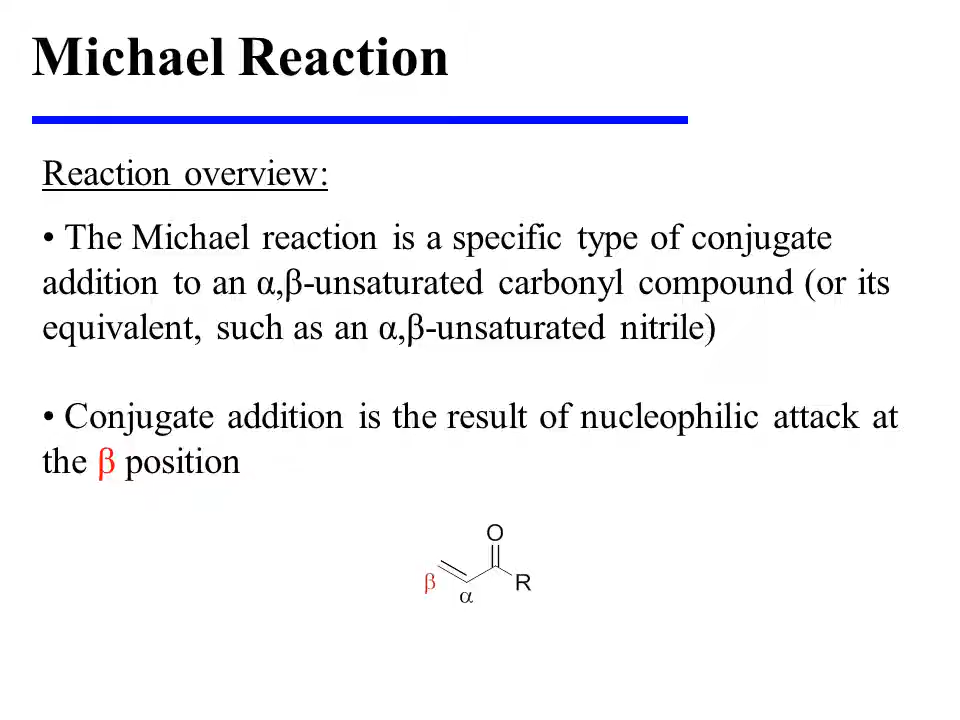 Michael Reaction
Reaction overview:
• The Michael reaction is a specific type of conjugate
addition to an α,β-unsaturated carbonyl compound (or its
equivalent, such as an α,β-unsaturated nitrile)
• Conjugate addition is the result of nucleophilic attack at
the β position
O
β
α
R